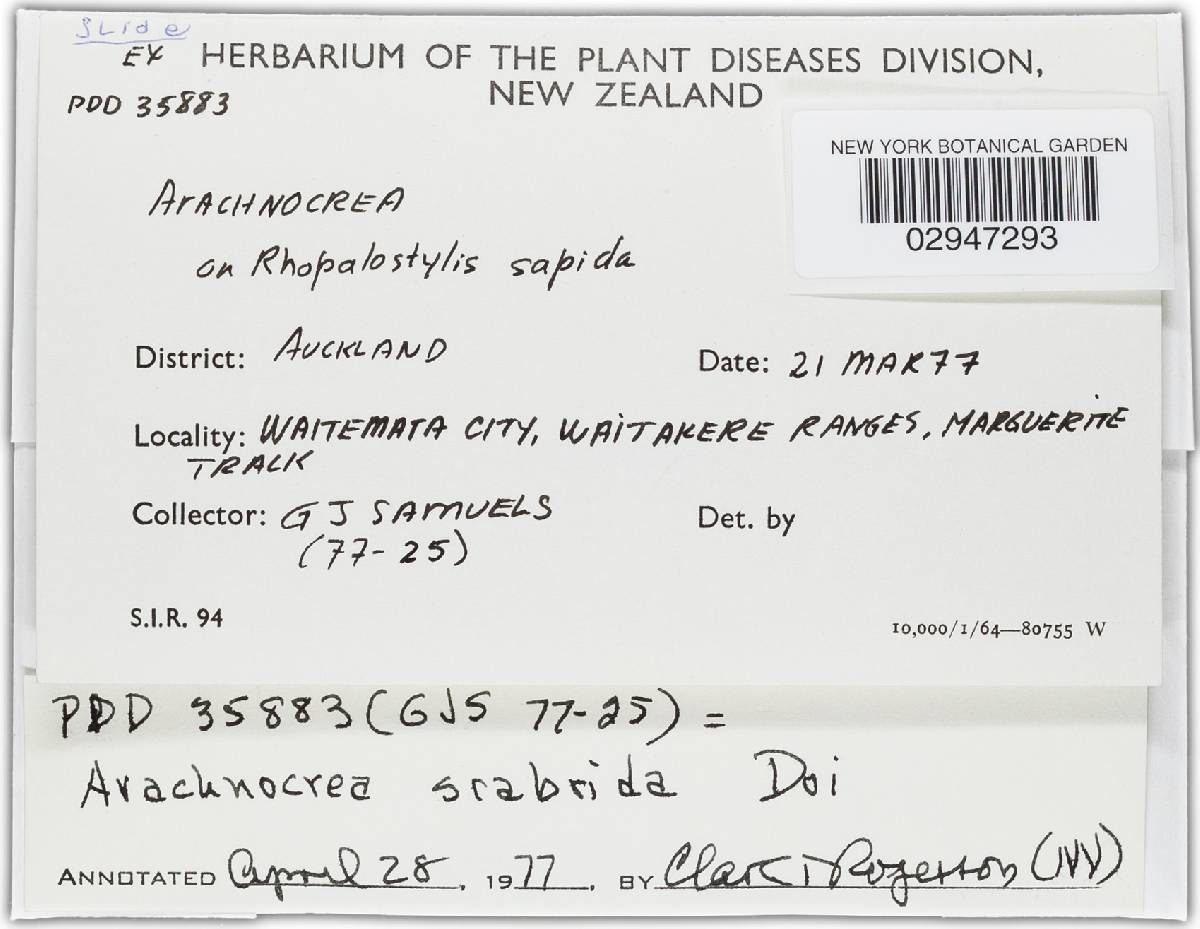 Slide
EX HERBARIUM OF THE PLANT DISEASES DIVISION,
NEW ZEALAND
PDD 35883
NEW YORK BOTANICAL GARDEN
02947293
ARACHNOCREA
on Rhopalostylis sapida
District: AUCKLAND
Date: 21 MAR 77
Locality: WAITEMATA CITY, WAITAKERE RANGES, MARGUERITE
TRACK
Collector: G J SAMUELS
(77-25)
Det. by
S.I.R. 94
10,000/1/64—80755 W
PDD 35883 (GJS 77-25) =
Arachnocrea scabrida Doi
ANNOTATED April 28, 1977. BY Clark T Rogerson (NY)